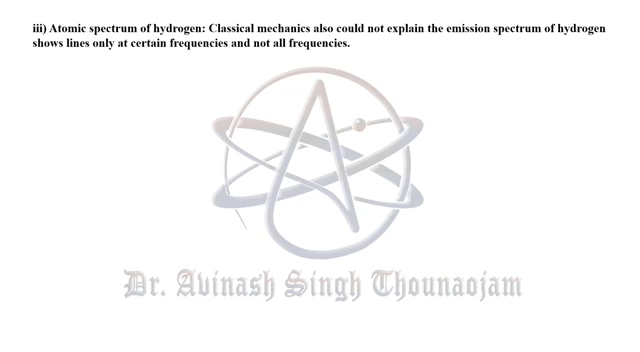 iii) Atomic spectrum of hydrogen: Classical mechanics also could not explain the emission spectrum of hydrogen
shows lines only at certain frequencies and not all frequencies.
Dr. Avinash Singh Thounaojam